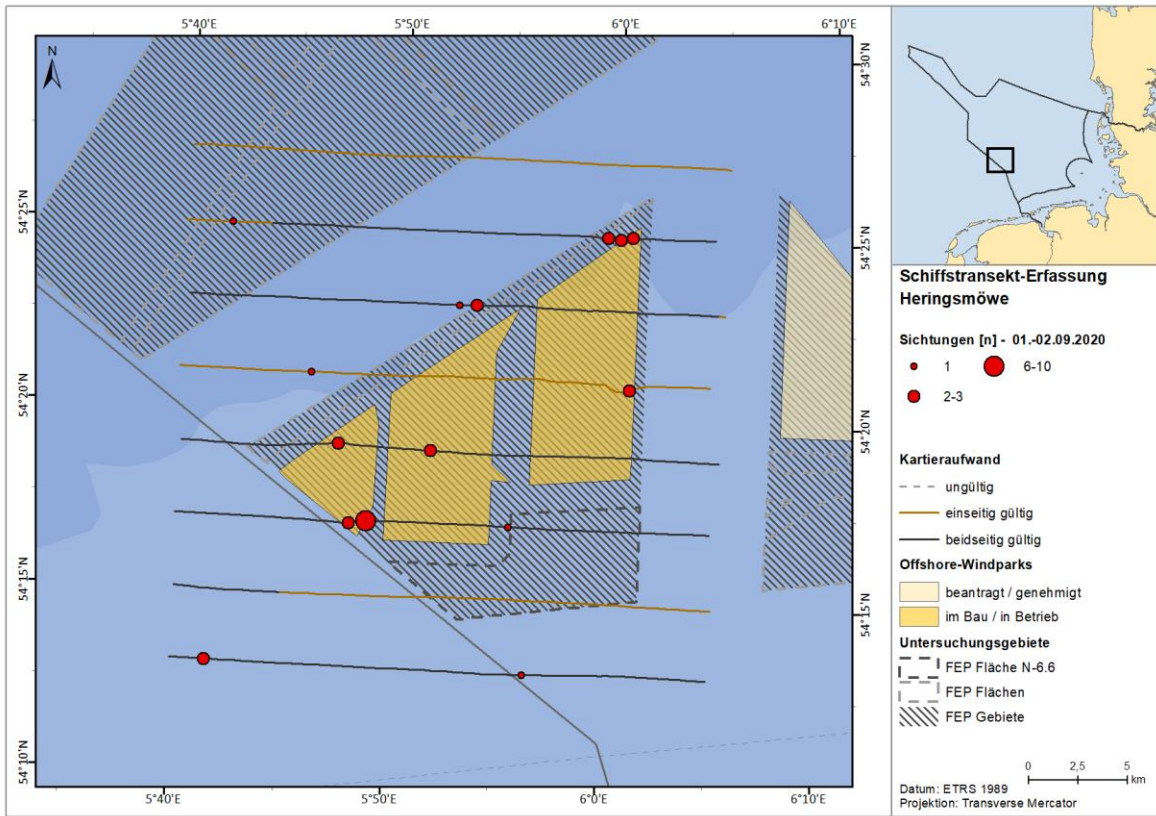 5°40'E 5°50'E 6°0'E 6°10'E
N
54°30'N
54°25'N
54°25'N
54°20'N
54°20'N
54°15'N
54°15'N
54°10'N
5°40'E 5°50'E 6°0'E 6°10'E
Schiffstransekt-Erfassung
Heringsmöwe
Sichtungen [n] - 01.-02.09.2020
1 6-10
2-3
Kartieraufwand
ungültig
einseitig gültig
beidseitig gültig
Offshore-Windparks
beantragt / genehmigt
im Bau / in Betrieb
Untersuchungsgebiete
FEP Fläche N-6.6
FEP Flächen
FEP Gebiete
0 2,5 5
km
Datum: ETRS 1989
Projektion: Transverse Mercator